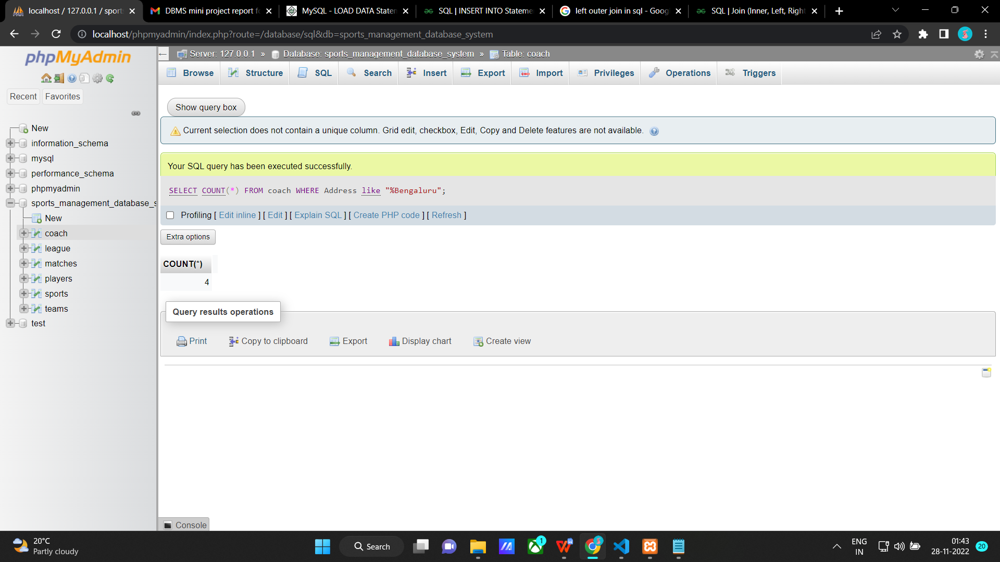 localhost / 127.0.0.1 / sport
DBMS mini project report fo
MySQL - LOAD DATA Staten
SQL | INSERT INTO Stateme
left outer join in sql - Goog
SQL | Join (Inner, Left, Right
localhost/phpmyadmin/index.php?route=/database/sql&db=sports_management_database_system
phpMyAdmin
Recent
Favorites
New
information_schema
mysql
performance_schema
phpmyadmin
sports_management_database_s
New
coach
league
matches
players
sports
teams
test
Server: 127.0.0.1 » Database: sports_management_database_system » Table: coach
Browse
Structure
SQL
Search
Insert
Export
Import
Privileges
Operations
Triggers
Show query box
Current selection does not contain a unique column. Grid edit, checkbox, Edit, Copy and Delete features are not available.
Your SQL query has been executed successfully.
SELECT COUNT(*) FROM coach WHERE Address like "%Bengaluru";
Profiling [ Edit inline ] [ Edit ] [ Explain SQL ] [ Create PHP code ] [ Refresh ]
Extra options
COUNT(*)
4
Query results operations
Print
Copy to clipboard
Export
Display chart
Create view
Console
20°C
Partly cloudy
Search
1
ENG
IN
01:43
28-11-2022
20